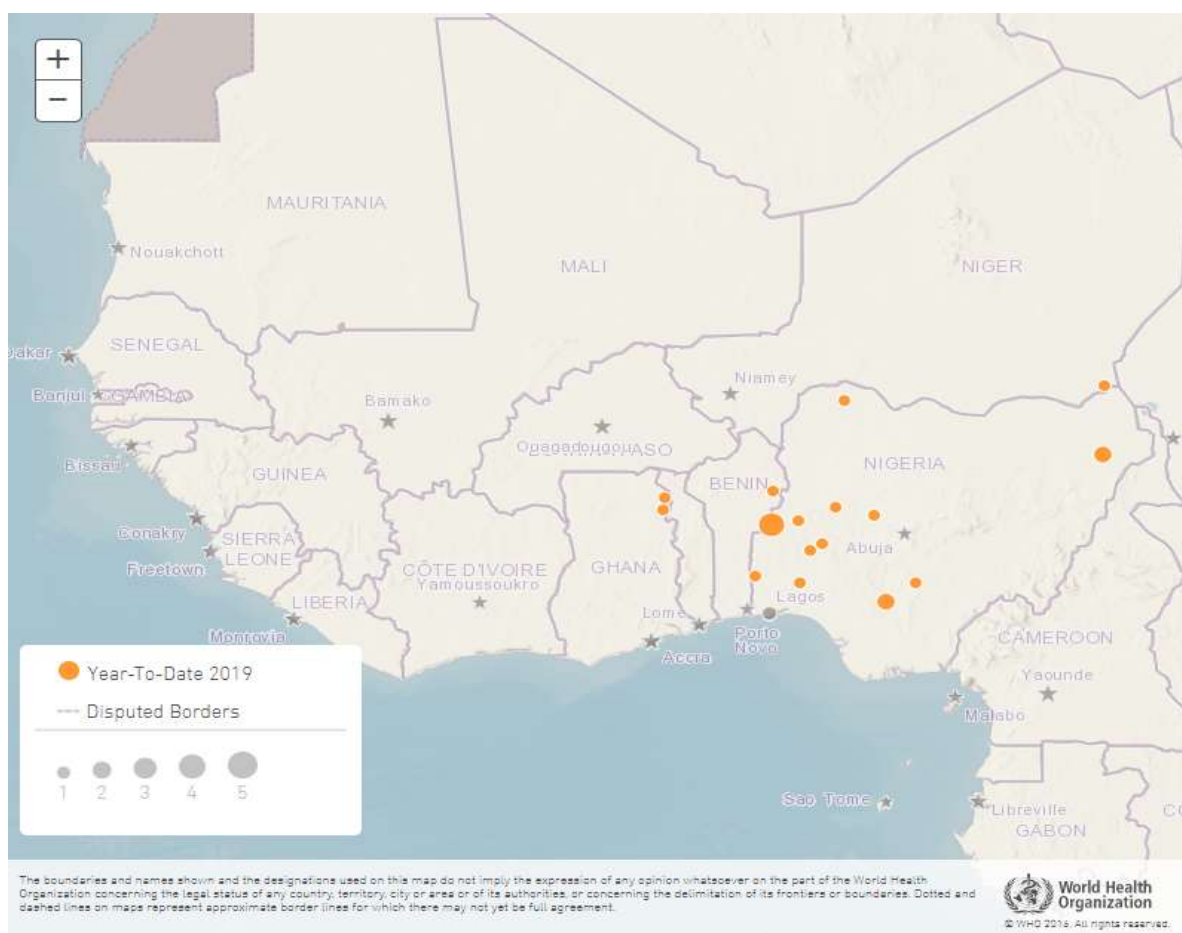 +
−
MAURITANIA
Nouakchott
MALI
NIGER
SENEGAL
Banjul
GAMBIA
Bamako
Niamey
Bissau
GUINEA
BENIN
NIGERIA
Conakry
SIERRA
LEONE
Freetown
CÔTE D'IVOIRE
Yamoussoukro
GHANA
Abuja
LIBERIA
Monrovia
Lome
Accra
Porto
Novo
Lagos
CAMEROON
Yaounde
Malabo
Sao Tome
Libreville
GABON
Year-To-Date 2019
Disputed Borders
1 2 3 4 5
The boundaries and names shown and the designations used on this map do not imply the expression of any opinion whatsoever on the part of the World Health
Organization concerning the legal status of any country, territory, city or area or of its authorities, or concerning the delimitation of its frontiers or boundaries. Dotted and
dashed lines on maps represent approximate border lines for which there may not yet be full agreement.
World Health
Organization
© WHO 2016. All rights reserved.